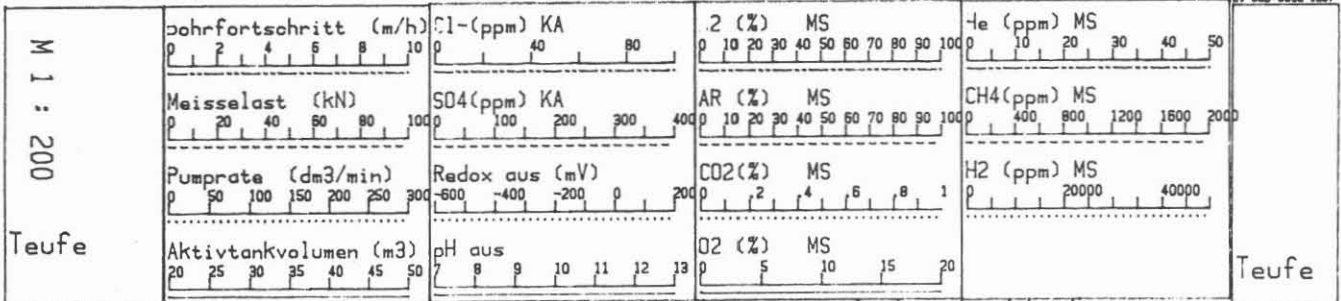 M 1 : 200
Teufe
bohrfortschritt (m/h)
0 2 4 6 8 10
Meisselast (kN)
0 20 40 60 80 100
Pumprate (dm3/min)
0 50 100 150 200 250 300
Aktivtankvolumen (m3)
20 25 30 35 40 45 50
Cl-(ppm) KA
0 40 80
SO4(ppm) KA
0 100 200 300 400
Redox aus (mV)
-600 -400 -200 0 200
pH aus
7 8 9 10 11 12 13
.2 (%) MS
0 10 20 30 40 50 60 70 80 90 100
AR (%) MS
0 10 20 30 40 50 60 70 80 90 100
CO2(%) MS
0 .2 .4 .6 .8 1
O2 (%) MS
0 5 10 15 20
He (ppm) MS
0 10 20 30 40 50
CH4(ppm) MS
0 400 800 1200 1600 2000
H2 (ppm) MS
0 20000 40000
Teufe